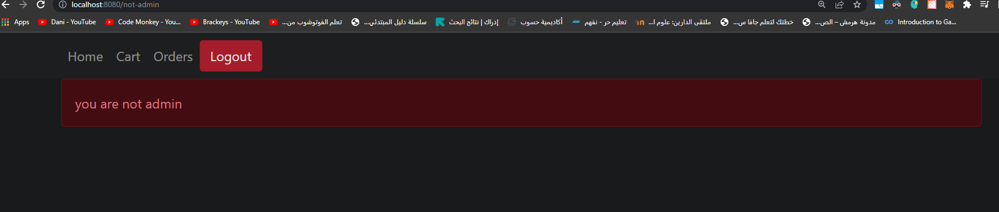 localhost:8080/not-admin
Apps Dani - YouTube Code Monkey - You... Brackeys - YouTube تعلم الفوتوشوب من... سلسلة دليل المبتدئي... إدراك | نتائج البحث أكاديمية حسوب تعليم حر - نفهم ملتقى الدارين: علوم ا... خطتك لتعلم جافا س... مدونة هرمش – الص... Introduction to Ga...
Home Cart Orders Logout
you are not admin